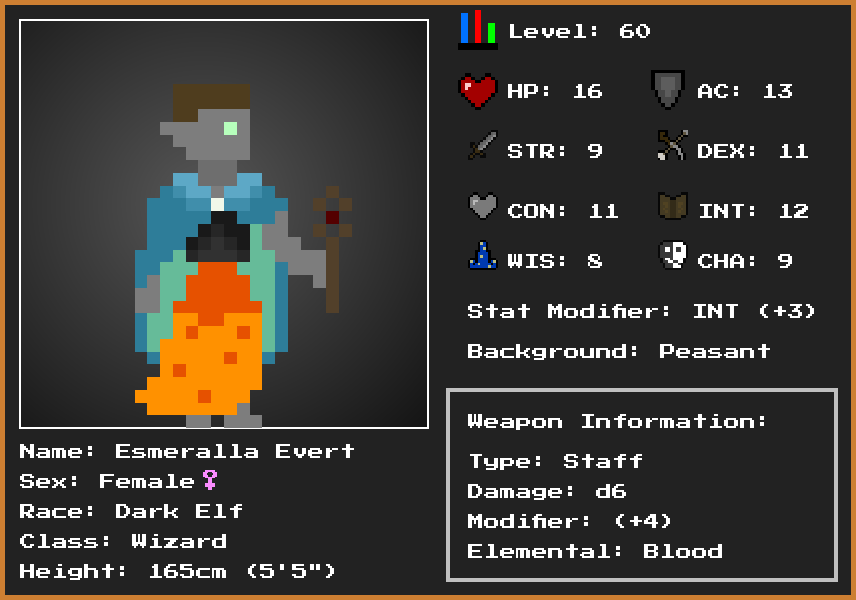 Level: 60
HP: 16
AC: 13
STR: 9
DEX: 11
CON: 11
INT: 12
WIS: 8
CHA: 9
Stat Modifier: INT (+3)
Background: Peasant
Weapon Information:
Type: Staff
Damage: d6
Modifier: (+4)
Elemental: Blood
Name: Esmeralla Evert
Sex: Female♀
Race: Dark Elf
Class: Wizard
Height: 165cm (5'5")